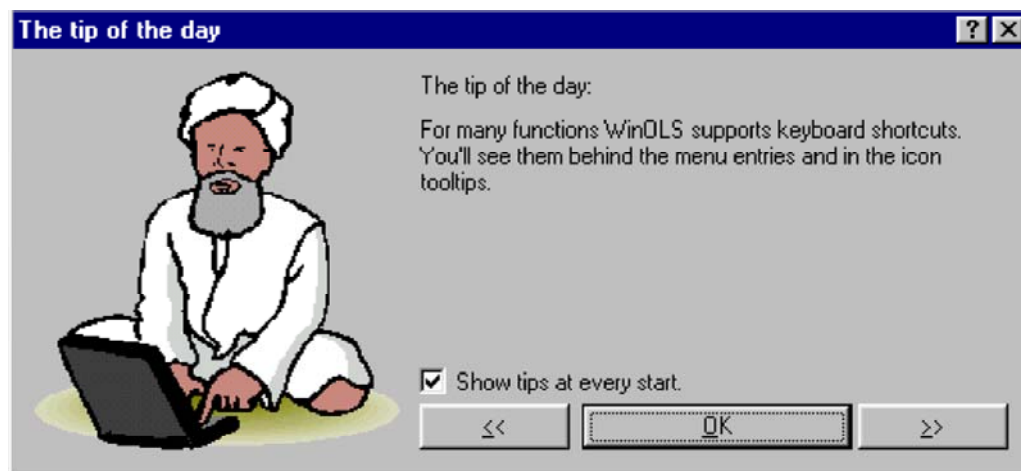 The tip of the day
The tip of the day:
For many functions WinOLS supports keyboard shortcuts.
You'll see them behind the menu entries and in the icon
tooltips.
Show tips at every start.
<< OK >>